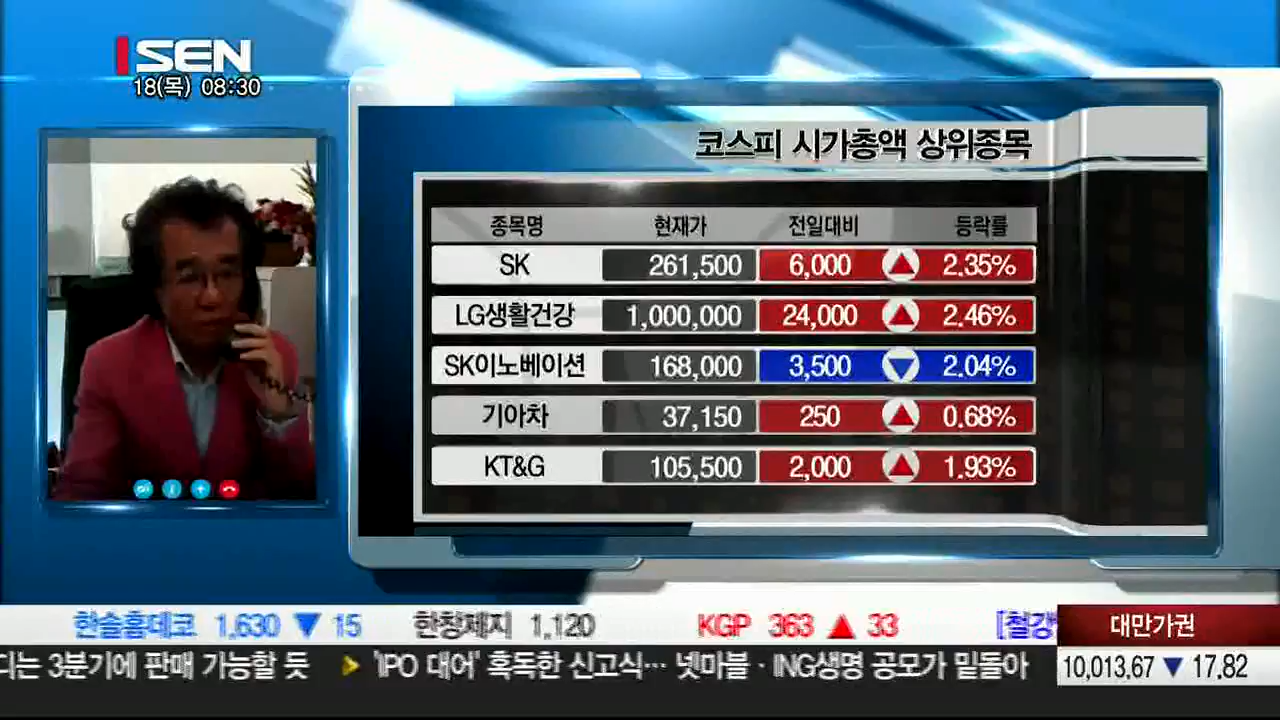 SEN
18(목) 08:30
코스피 시가총액 상위종목
종목명 현재가 전일대비 등락률
SK 261,500 6,000 ▲ 2.35%
LG생활건강 1,000,000 24,000 ▲ 2.46%
SK이노베이션 168,000 3,500 ▼ 2.04%
기아차 37,150 250 ▲ 0.68%
KT&G 105,500 2,000 ▲ 1.93%
한솔홈데코 1,630 ▼ 15 한창제지 1,120 KGP 363 ▲ 33 [철강 대만가권
디는 3분기에 판매 가능할 듯 'IPO 대어' 혹독한 신고식… 넷마블·ING생명 공모가 밑돌아 10,013.67 ▼ 17.82